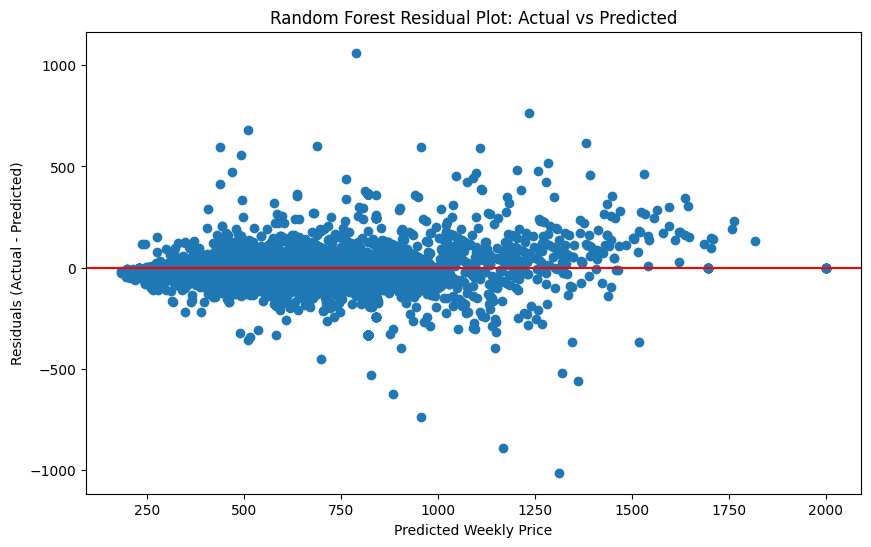 Random Forest Residual Plot: Actual vs Predicted
Residuals (Actual - Predicted)
1000
500
0
−500
−1000
250 500 750 1000 1250 1500 1750 2000
Predicted Weekly Price